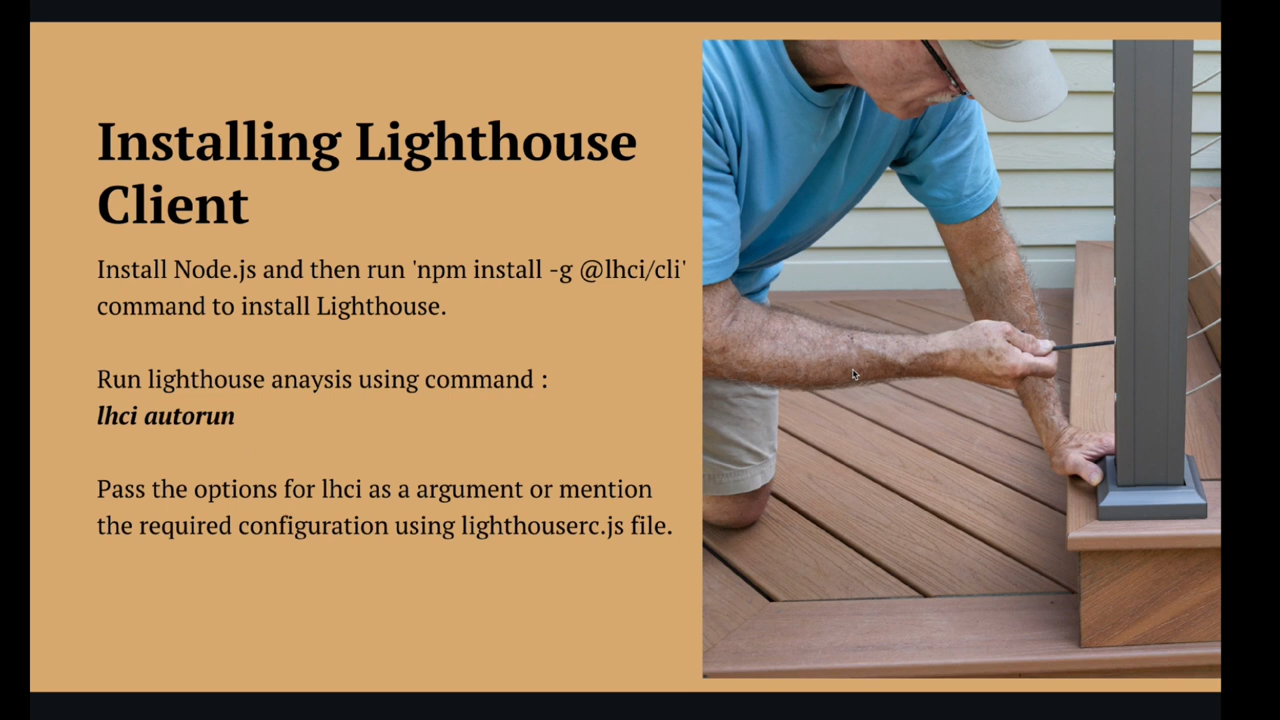 Installing Lighthouse
Client
Install Node.js and then run 'npm install -g @lhci/cli'
command to install Lighthouse.
Run lighthouse anaysis using command :
lhci autorun
Pass the options for lhci as a argument or mention
the required configuration using lighthouserc.js file.